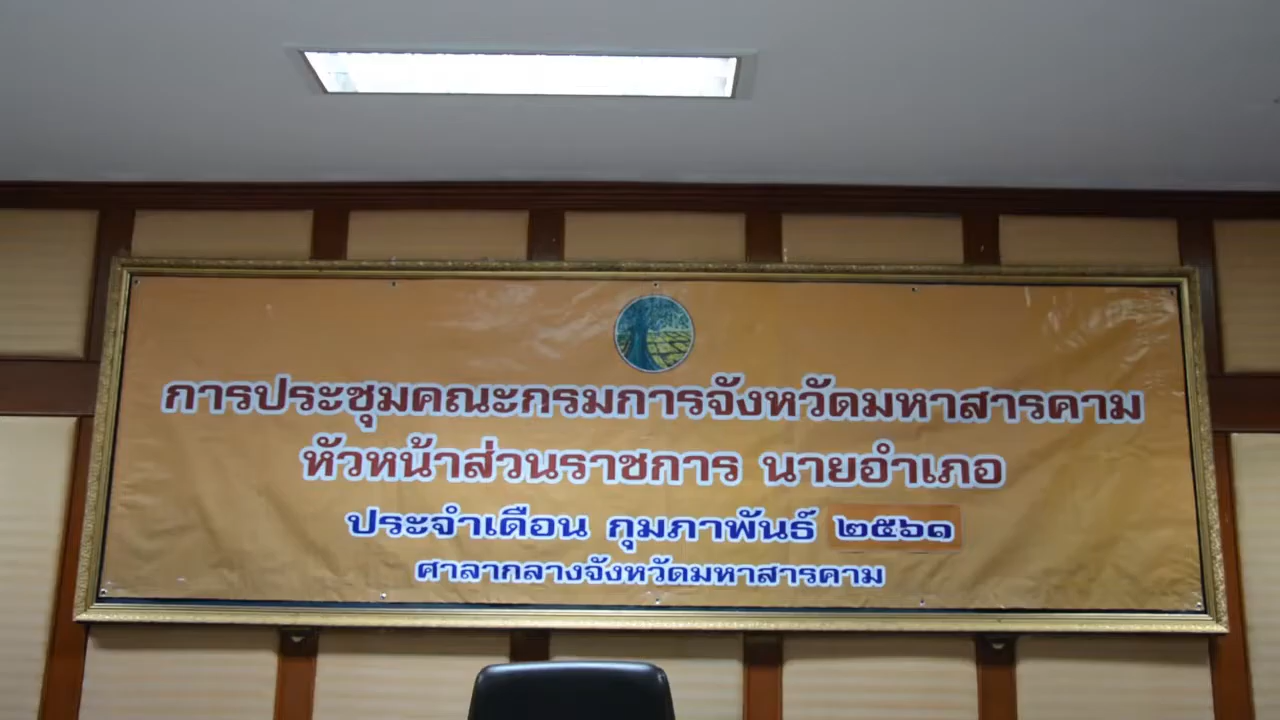 การประชุมคณะกรมการจังหวัดมหาสารคาม
หัวหน้าส่วนราชการ นายอำเภอ
ประจำเดือน กุมภาพันธ์ ๒๕๖๑
ศาลากลางจังหวัดมหาสารคาม